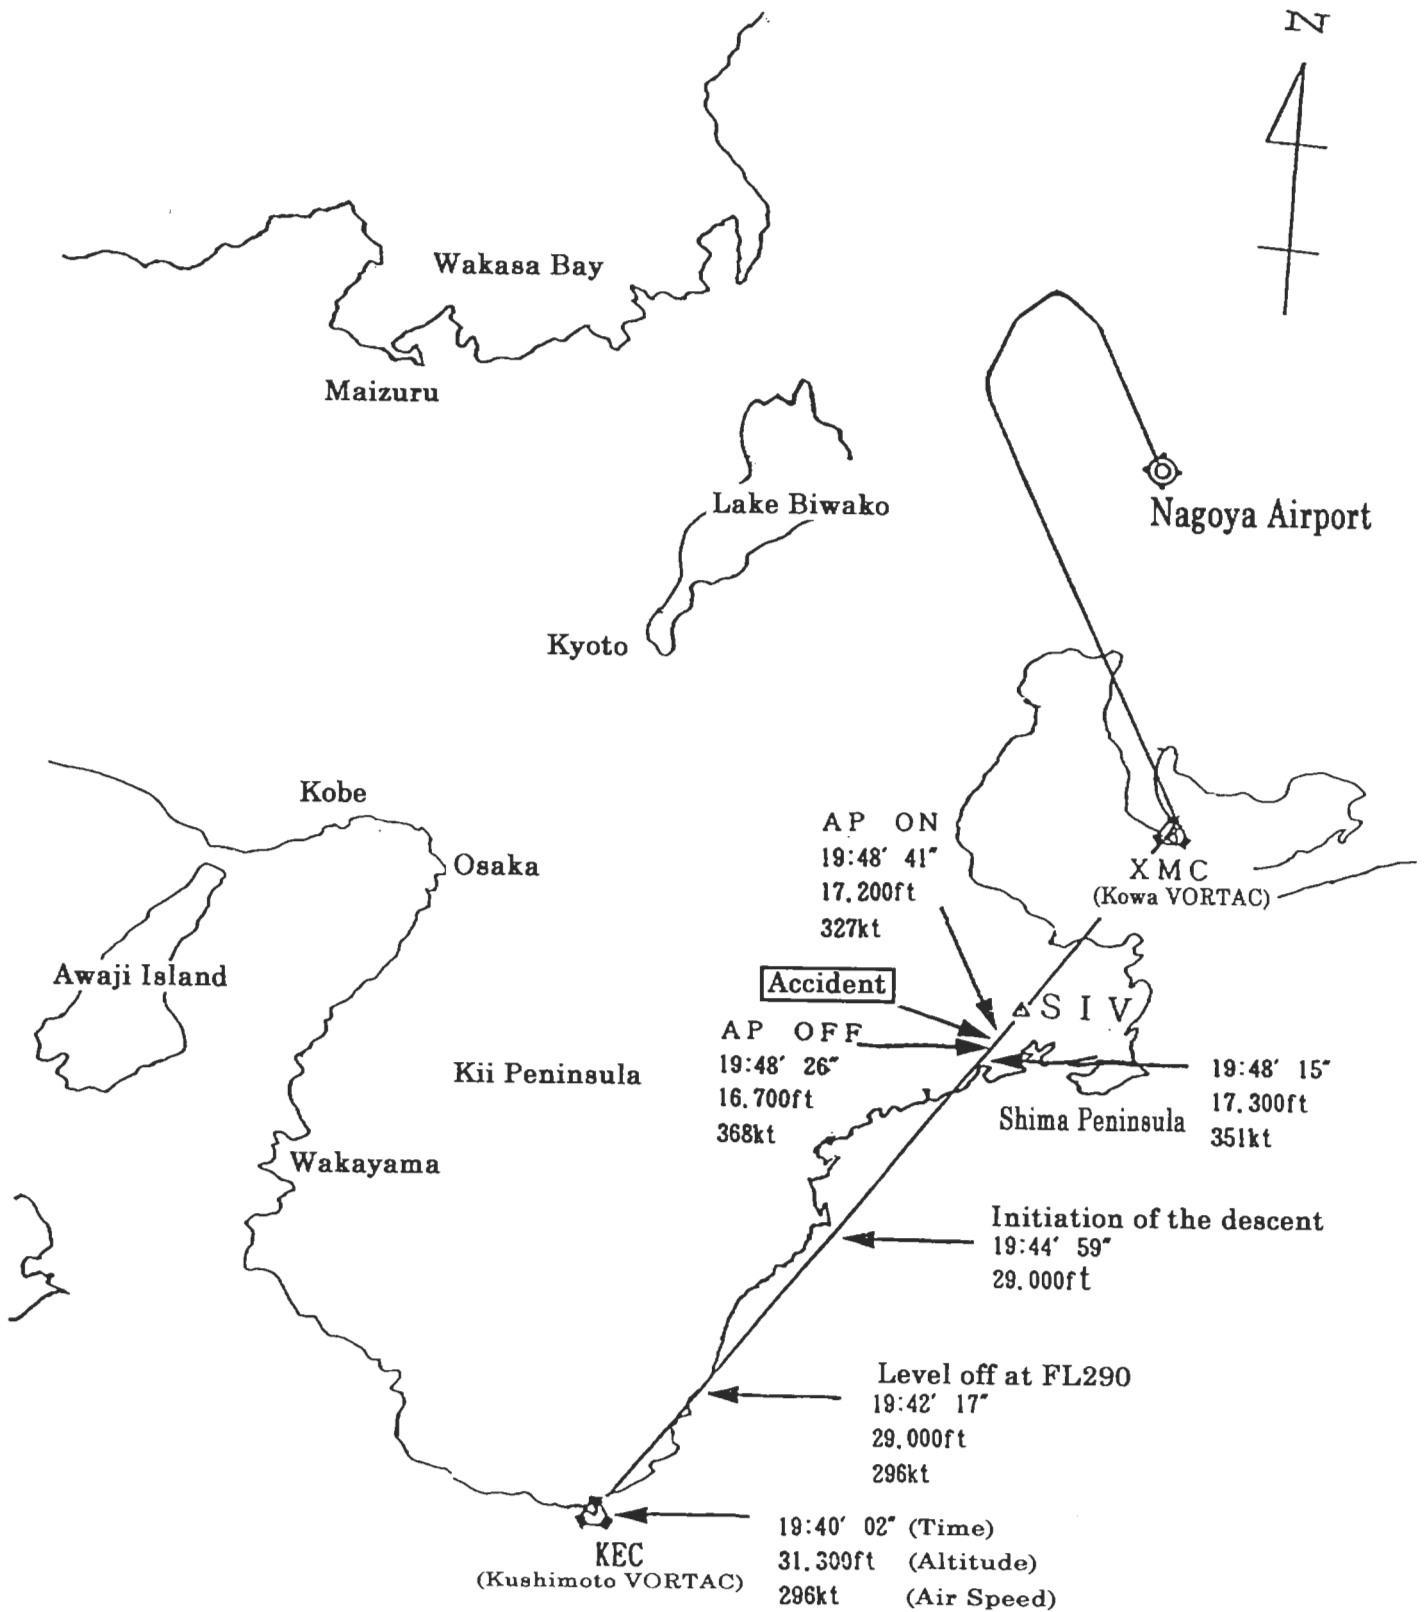 N
Wakasa Bay
Maizuru
Lake Biwako
Nagoya Airport
Kyoto
Kobe
Osaka
AP ON
19:48′ 41″
17.200ft
327kt
XMC
(Kowa VORTAC)
Awaji Island
Accident
SIV
AP OFF
19:48′ 26″
16.700ft
368kt
Kii Peninsula
19:48′ 15″
17.300ft
351kt
Shima Peninsula
Wakayama
Initiation of the descent
19:44′ 59″
29.000ft
Level off at FL290
19:42′ 17″
29.000ft
296kt
KEC
(Kushimoto VORTAC)
19:40′ 02″ (Time)
31.300ft (Altitude)
296kt (Air Speed)